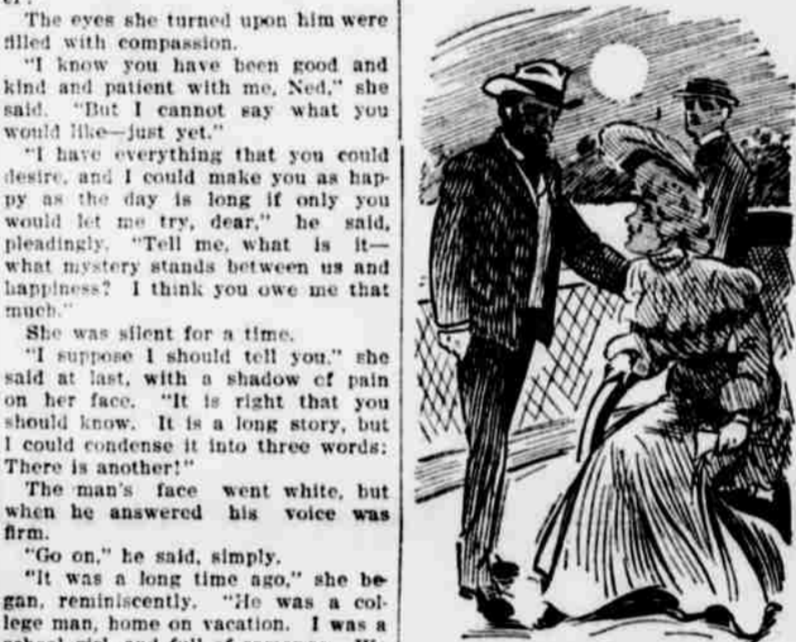 The eyes she turned upon him were
filled with compassion.
"I know you have been good and
kind and patient with me, Ned," she
said. "But I cannot say what you
would like—just yet."
"I have everything that you could
desire, and I could make you as hap-
py as the day is long if only you
would let me try, dear," he said,
pleadingly. "Tell me, what is it—
what mystery stands between us and
happiness? I think you owe me that
much."
She was silent for a time.
"I suppose I should tell you," she
said at last, with a shadow of pain
on her face. "It is right that you
should know. It is a long story, but
I could condense it into three words:
There is another!"
The man's face went white, but
when he answered his voice was
firm.
"Go on," he said, simply.
"It was a long time ago," she be-
gan, reminiscently. "He was a col-
lege man, home on vacation. I was a